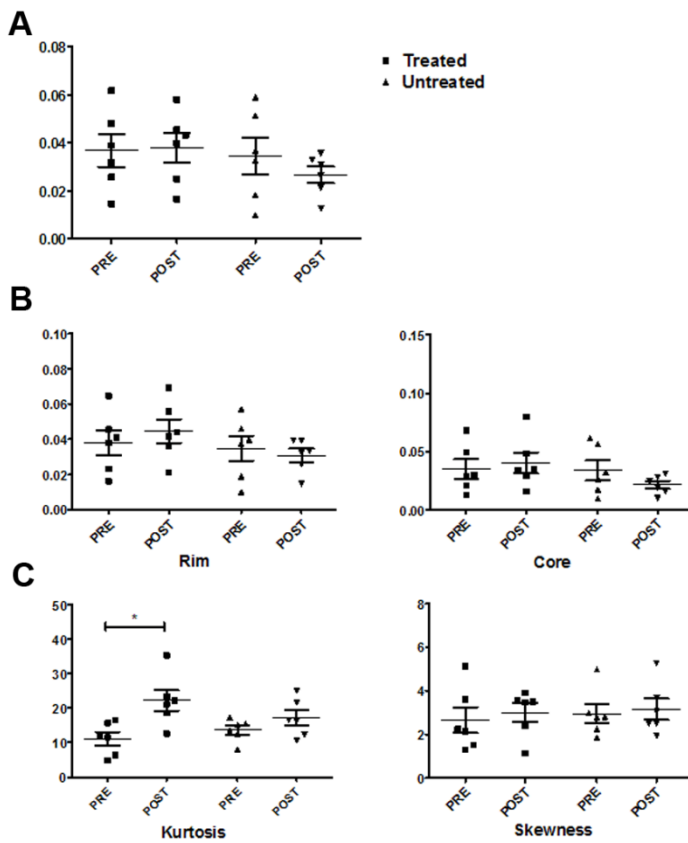 A
0.08
0.06
0.04
0.02
0.00
PRE
POST
PRE
POST
Treated
Untreated
B
0.10
0.08
0.06
0.04
0.02
0.00
PRE
POST
PRE
POST
Rim
0.15
0.10
0.05
0.00
PRE
POST
PRE
POST
Core
C
50
40
30
20
10
0
*
PRE
POST
PRE
POST
Kurtosis
8
6
4
2
0
PRE
POST
PRE
POST
Skewness